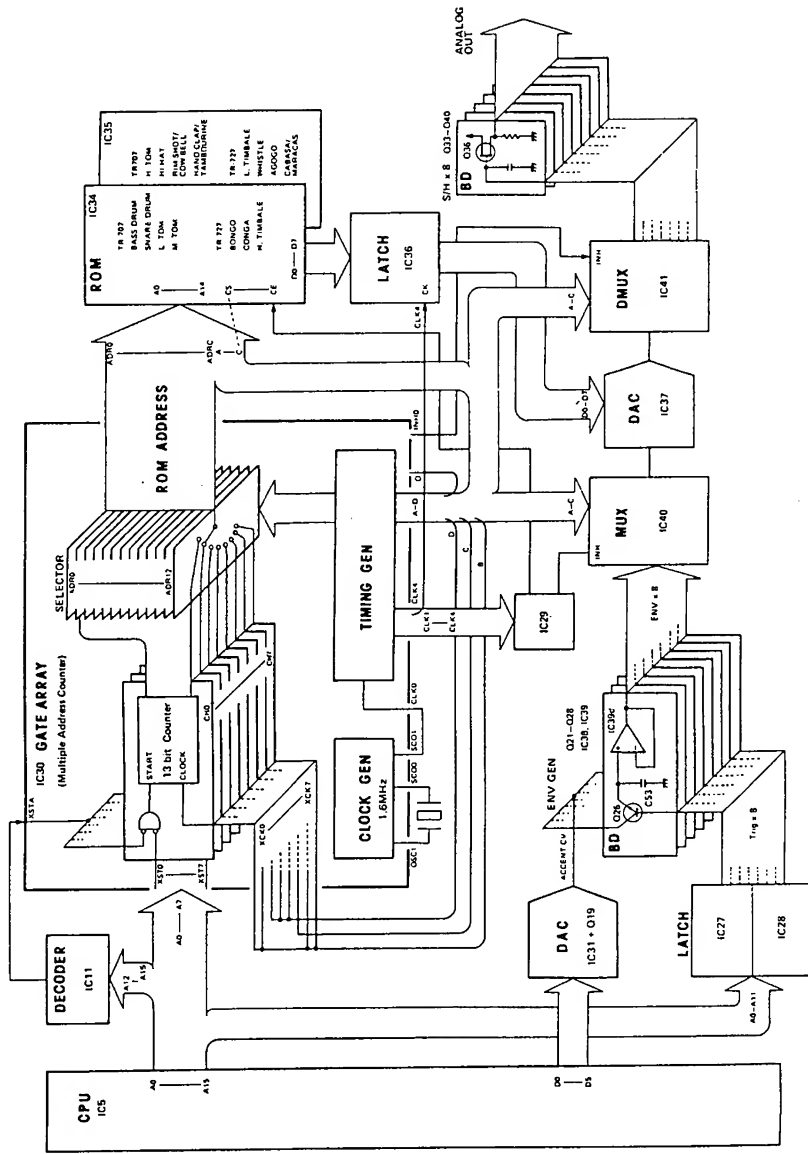 CPU
IC5
A0
A15
D0
D5
DECODER
IC11
A12
A15
A0
A7
XSTA
IC30 GATE ARRAY
(Multiple Address Counter)
XST0
XST7
START
13 bit Counter
CLOCK
CH0
CH7
XCK0
XCK7
SELECTOR
ADR0
ADR12
ROM ADDRESS
ADR0
ADRC
A
C
CLOCK GEN
1.6MHz
OSC1
SCO0
SCO1
CLK0
TIMING GEN
CLK4
A-D
D
INHD
D
C
B
CLK1
CLK4
IC29
ROM
IC34
TR 707
BASS DRUM
SNARE DRUM
L TOM
M TOM
TR 727
BONGO
CONGA
H. TIMBALE
A0
A14
CS
CE
D0
D7
IC35
TR 707
H TOM
HI HAT
RIM SHOT/
COW BELL
HAND CLAP/
TAMBOURINE
TR-727
L. TIMBALE
WHISTLE
AGOGO
CABASA/
MARACAS
LATCH
IC36
CK
CLK4
DAC
IC31 + Q19
ACCENT CV
ENV GEN
Q21-Q28
IC38, IC39
BD
Q26
C53
IC39d
ENV x 8
LATCH
IC27
IC28
A0-A11
Trig x 8
MUX
IC40
INH
A-C
DAC
IC37
D0-D7
DMUX
IC41
INH
A-C
S/H x 8
Q33-Q40
BD
Q36
ANALOG
OUT